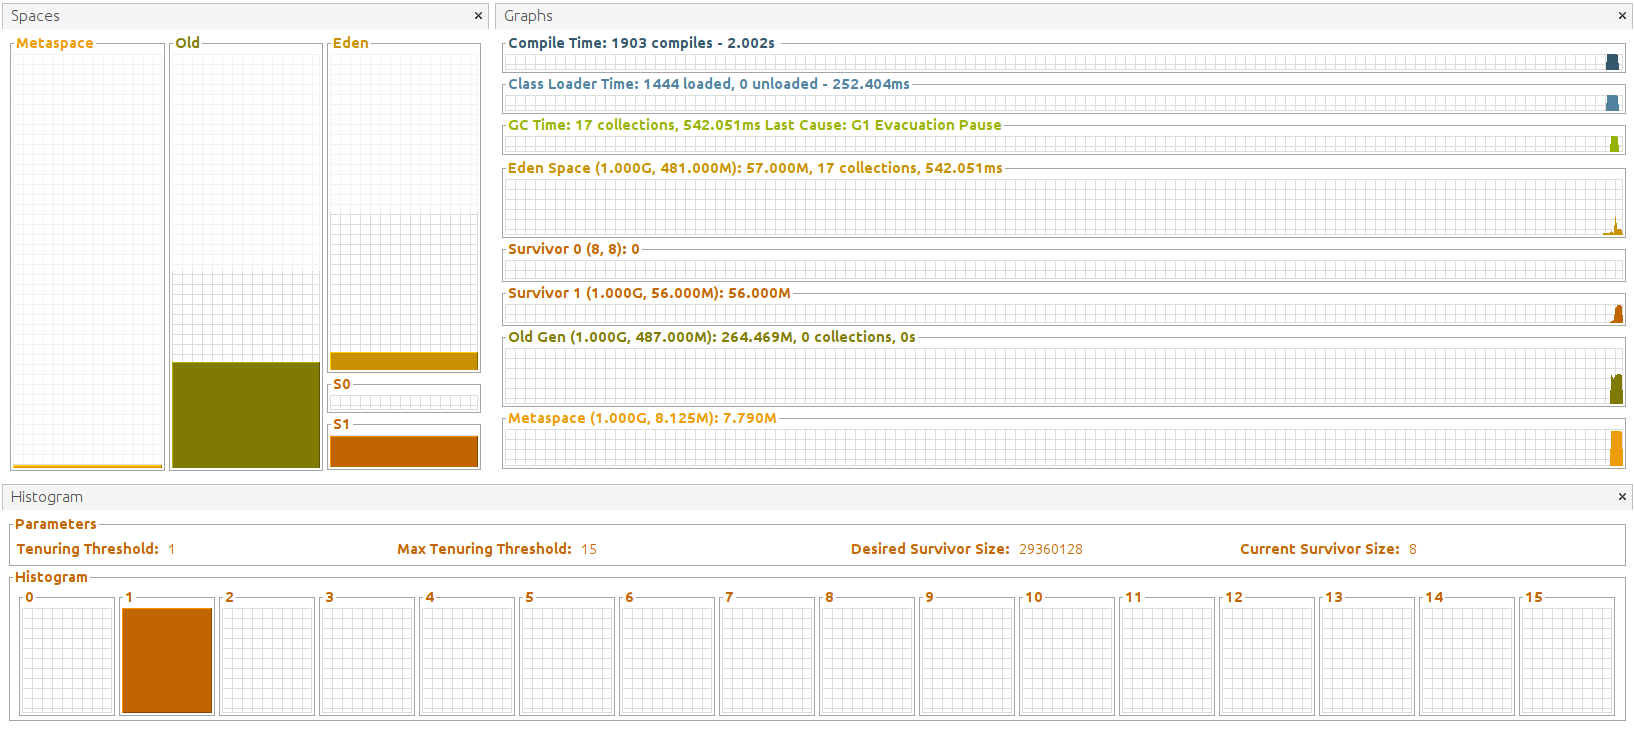 Spaces
Metaspace
Old
Eden
S0
S1
Graphs
Compile Time: 1903 compiles - 2.002s
Class Loader Time: 1444 loaded, 0 unloaded - 252.404ms
GC Time: 17 collections, 542.051ms Last Cause: G1 Evacuation Pause
Eden Space (1.000G, 481.000M): 57.000M, 17 collections, 542.051ms
Survivor 0 (8, 8): 0
Survivor 1 (1.000G, 56.000M): 56.000M
Old Gen (1.000G, 487.000M): 264.469M, 0 collections, 0s
Metaspace (1.000G, 8.125M): 7.790M
Histogram
Parameters
Tenuring Threshold: 1 Max Tenuring Threshold: 15 Desired Survivor Size: 29360128 Current Survivor Size: 8
Histogram
0 1 2 3 4 5 6 7 8 9 10 11 12 13 14 15